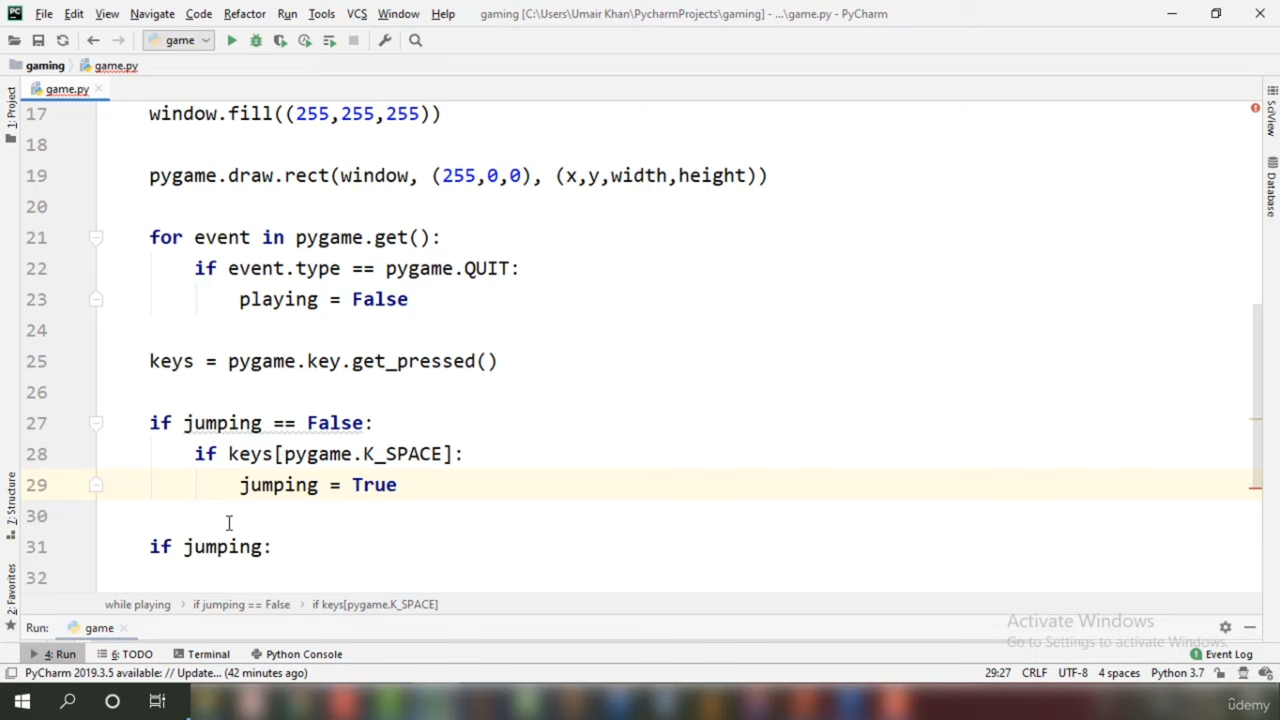 File Edit View Navigate Code Refactor Run Tools VCS Window Help gaming [C:\Users\Umair Khan\PycharmProjects\gaming] - ...\game.py - PyCharm
game
gaming game.py
game.py
1: Project
SciView
Database
17 window.fill((255,255,255))
18
19 pygame.draw.rect(window, (255,0,0), (x,y,width,height))
20
21 for event in pygame.get():
22 if event.type == pygame.QUIT:
23 playing = False
24
25 keys = pygame.key.get_pressed()
26
27 if jumping == False:
28 if keys[pygame.K_SPACE]:
29 jumping = True
30
31 if jumping:
32
7: Structure
2: Favorites
while playing if jumping == False if keys[pygame.K_SPACE]
Run: game
Activate Windows
Go to Settings to activate Windows.
4: Run 6: TODO Terminal Python Console 1 Event Log
PyCharm 2019.3.5 available: // Update... (42 minutes ago) 29:27 CRLF UTF-8 4 spaces Python 3.7
ûdemy